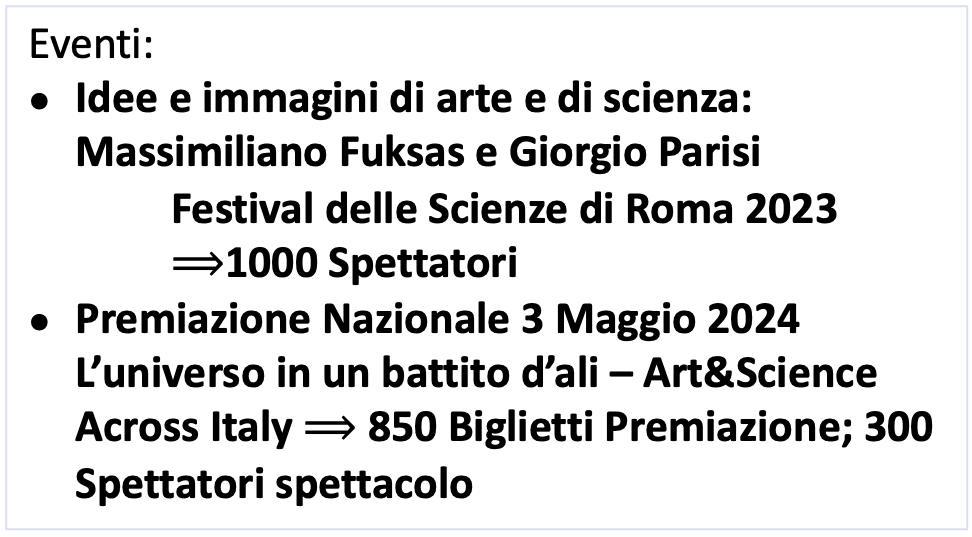 Eventi:
• Idee e immagini di arte e di scienza:
Massimiliano Fuksas e Giorgio Parisi
Festival delle Scienze di Roma 2023
⟹1000 Spettatori
• Premiazione Nazionale 3 Maggio 2024
L’universo in un battito d’ali – Art&Science
Across Italy ⟹ 850 Biglietti Premiazione; 300
Spettatori spettacolo